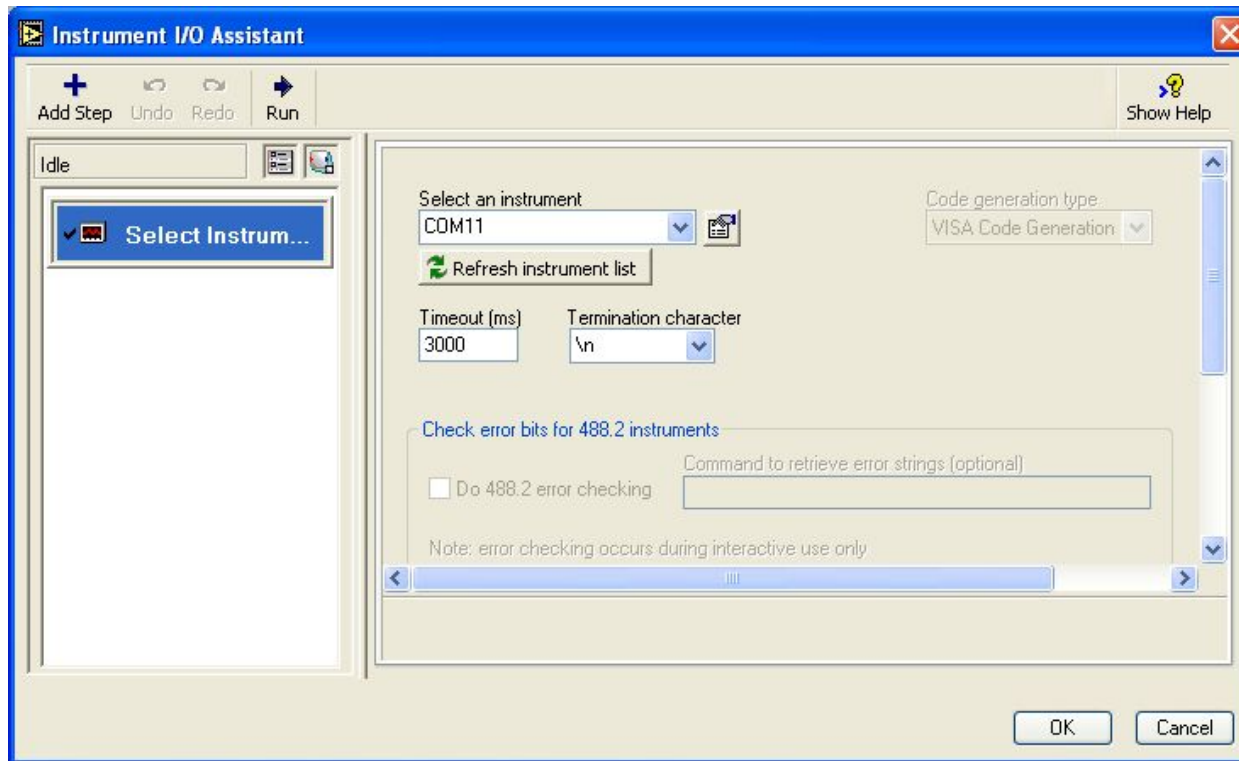 Instrument I/O Assistant
Add Step Undo Redo Run Show Help
Idle
Select Instrum...
Select an instrument
Code generation type
COM11
VISA Code Generation
Refresh instrument list
Timeout (ms) Termination character
3000 \n
Check error bits for 488.2 instruments
Command to retrieve error strings (optional)
Do 488.2 error checking
Note: error checking occurs during interactive use only
OK Cancel